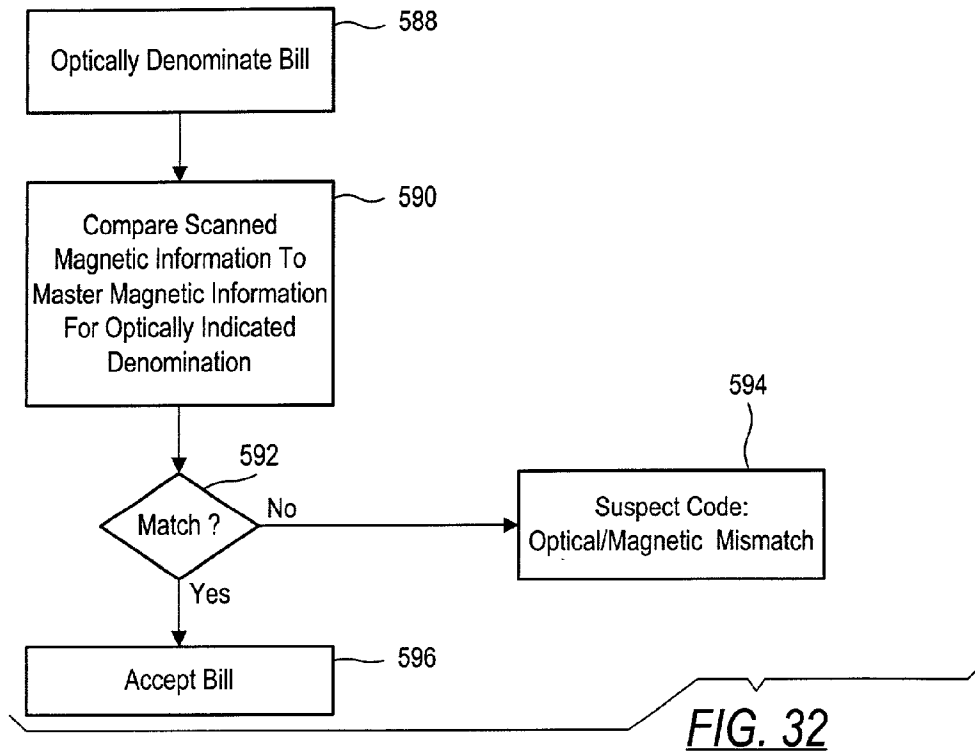 588
Optically Denominate Bill
590
Compare Scanned
Magnetic Information To
Master Magnetic Information
For Optically Indicated
Denomination
592
Match ?
No
594
Suspect Code:
Optical/Magnetic Mismatch
Yes
596
Accept Bill
FIG. 32